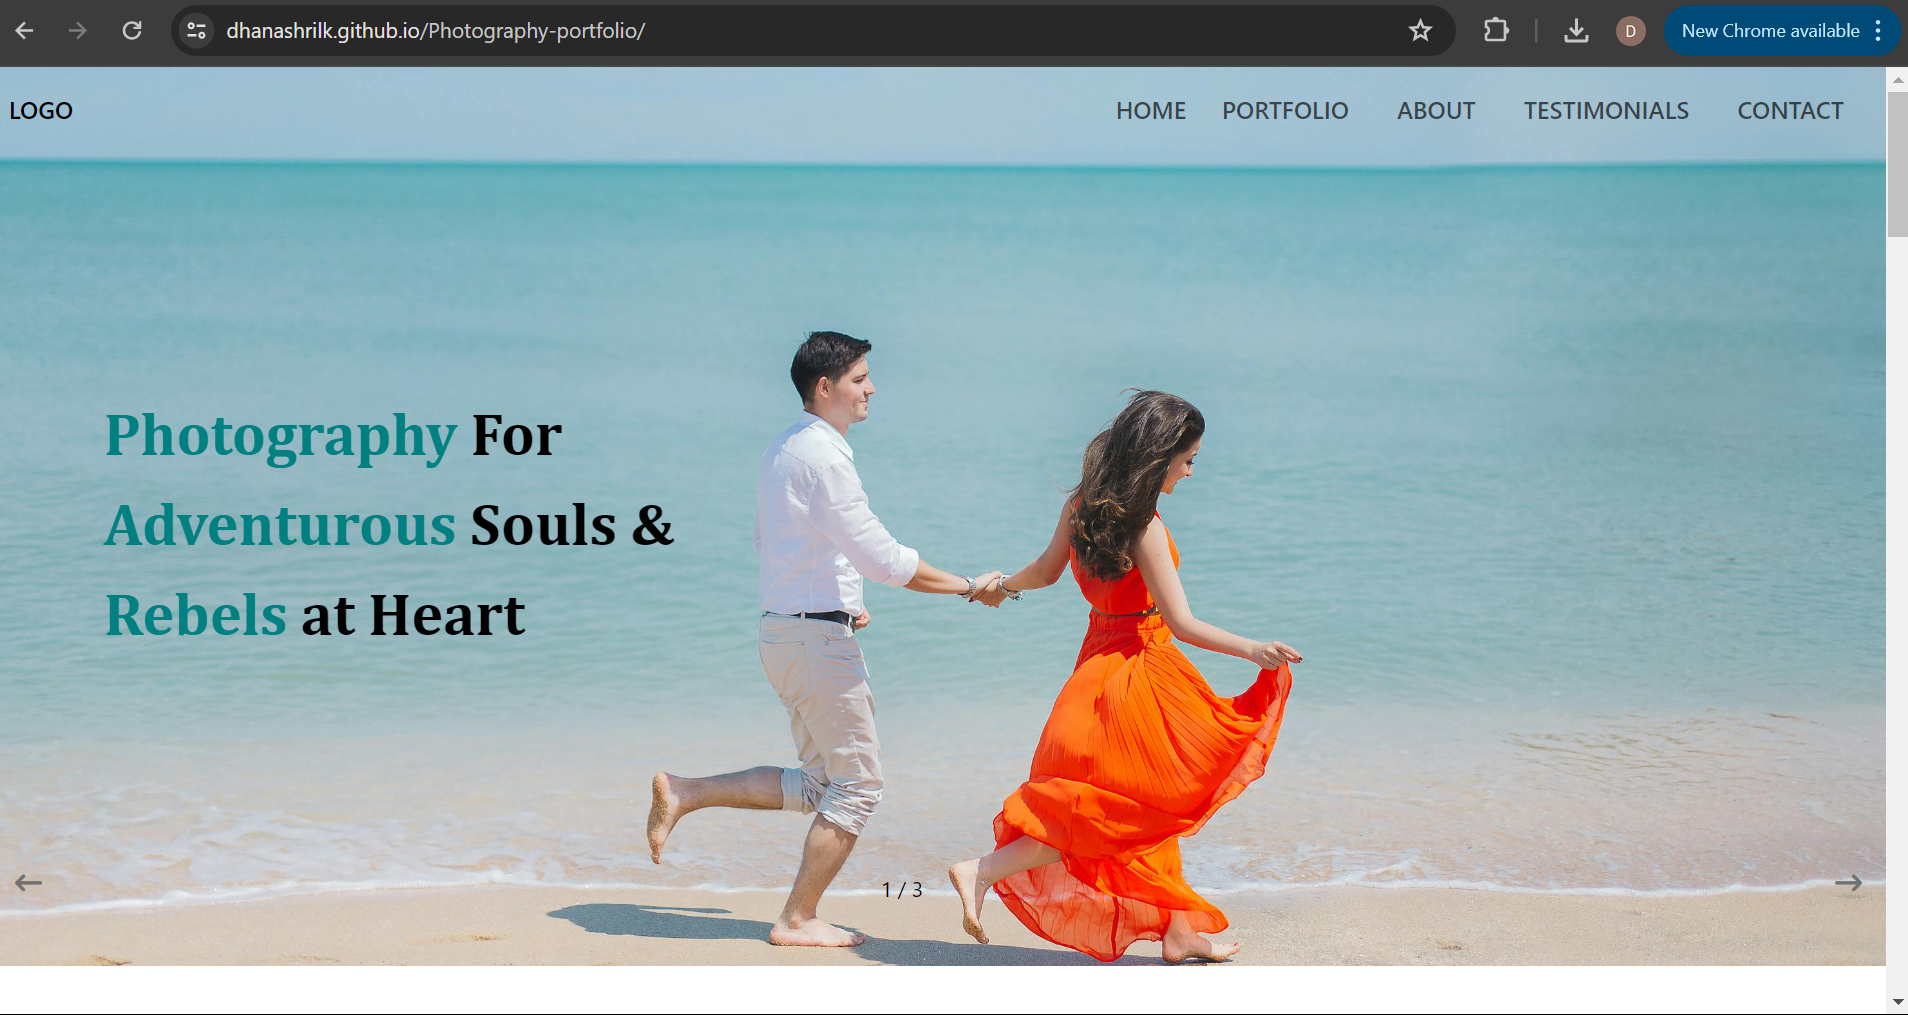 dhanashrilk.github.io/Photography-portfolio/
D
New Chrome available
LOGO
HOME PORTFOLIO ABOUT TESTIMONIALS CONTACT
Photography For
Adventurous Souls &
Rebels at Heart
1 / 3